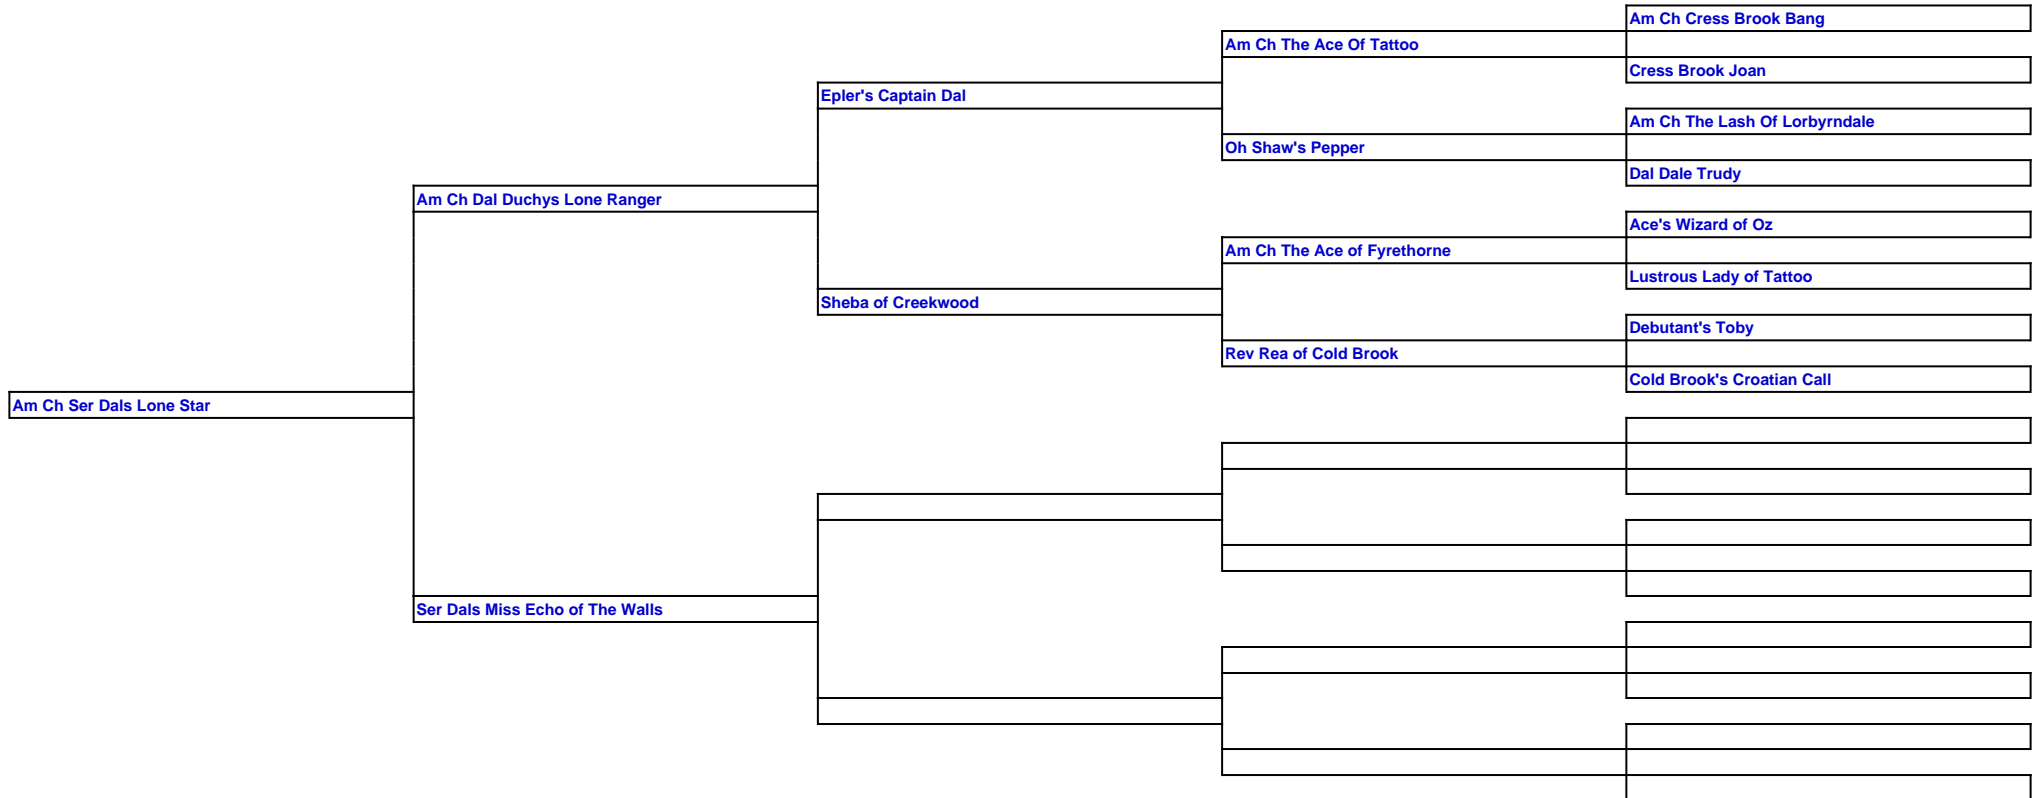 Am Ch Cress Brook Bang
Am Ch The Ace Of Tattoo
Cress Brook Joan
Epler's Captain Dal
Am Ch The Lash Of Lorbyrndale
Oh Shaw's Pepper
Dal Dale Trudy
Am Ch Dal Duchys Lone Ranger
Ace's Wizard of Oz
Am Ch The Ace of Fyrethorne
Lustrous Lady of Tattoo
Sheba of Creekwood
Debutant's Toby
Rev Rea of Cold Brook
Cold Brook's Croatian Call
Am Ch Ser Dals Lone Star
Ser Dals Miss Echo of The Walls